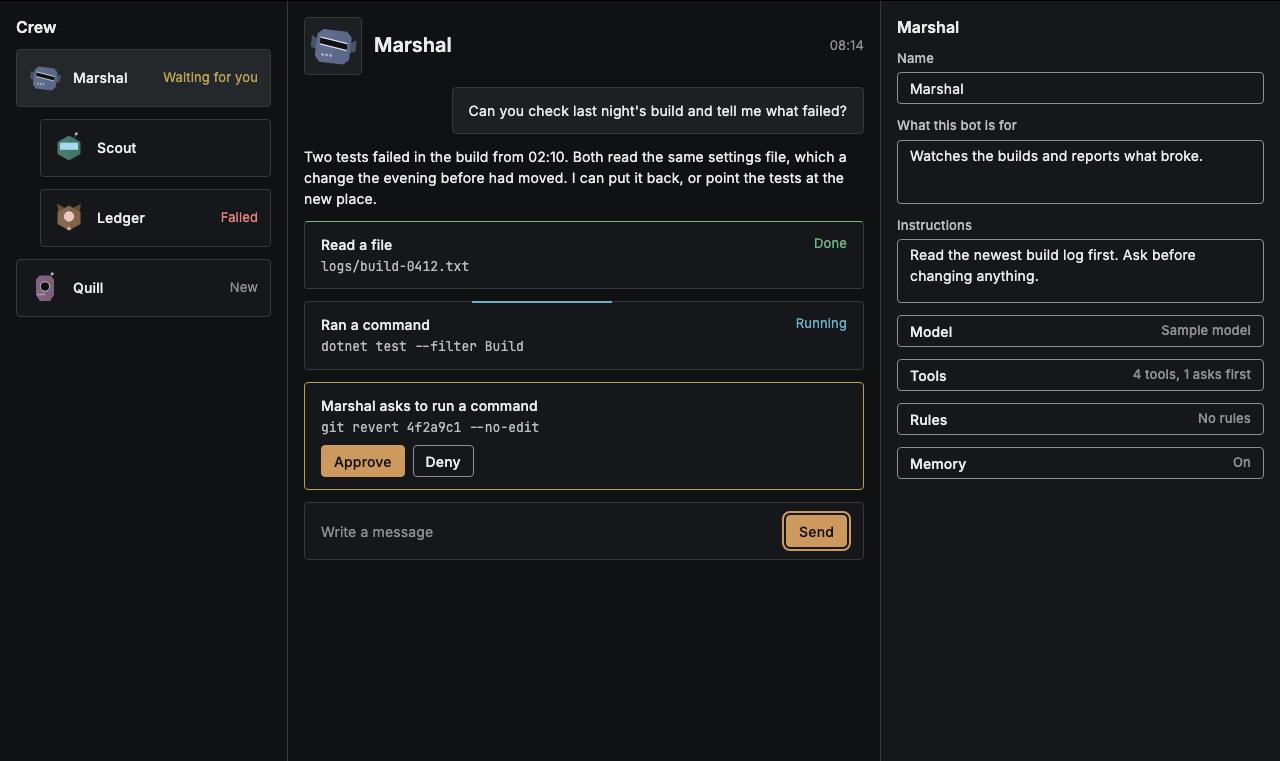 Crew
Marshal
Waiting for you
Scout
Ledger
Failed
Quill
New
Marshal
08:14
Can you check last night's build and tell me what failed?
Two tests failed in the build from 02:10. Both read the same settings file, which a
change the evening before had moved. I can put it back, or point the tests at the
new place.
Read a file
Done
logs/build-0412.txt
Ran a command
Running
dotnet test --filter Build
Marshal asks to run a command
git revert 4f2a9c1 --no-edit
Approve
Deny
Write a message
Send
Marshal
Name
Marshal
What this bot is for
Watches the builds and reports what broke.
Instructions
Read the newest build log first. Ask before
changing anything.
Model
Sample model
Tools
4 tools, 1 asks first
Rules
No rules
Memory
On